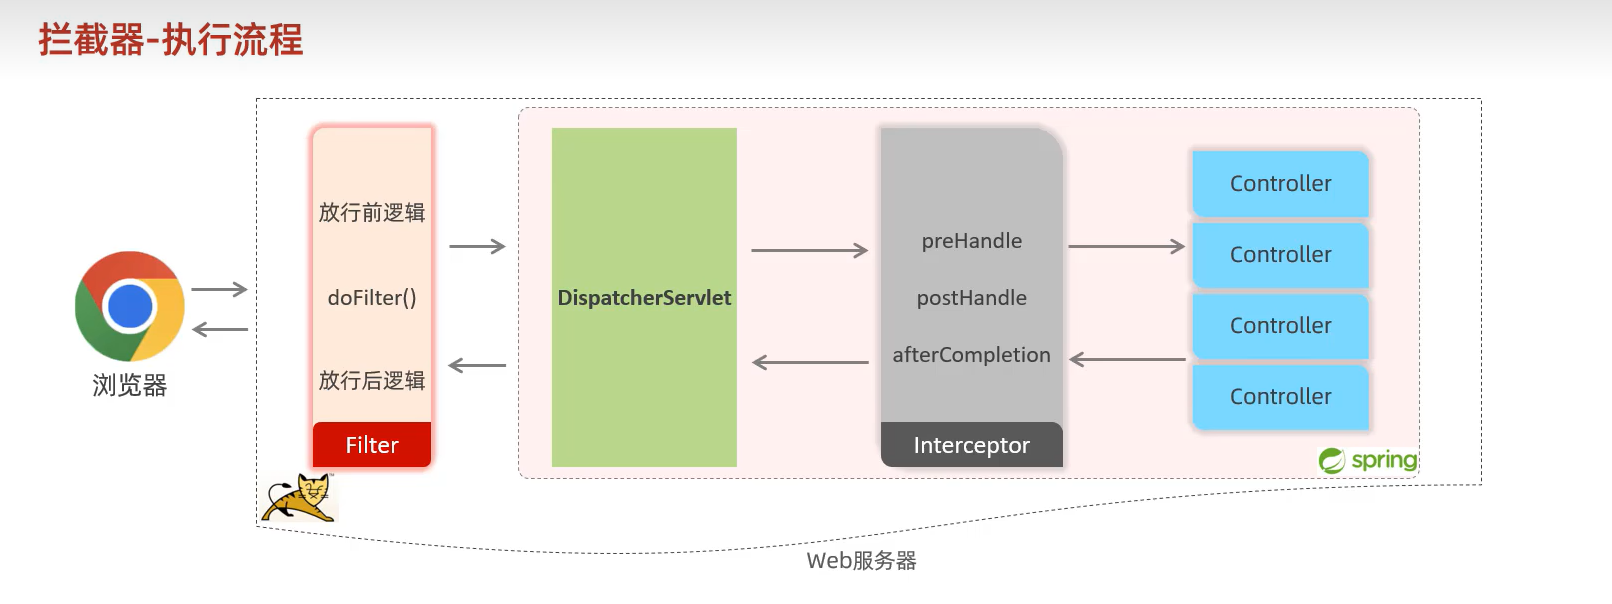 拦截器-执行流程
浏览器
放行前逻辑
doFilter()
放行后逻辑
Filter
DispatcherServlet
preHandle
postHandle
afterCompletion
Interceptor
Controller
Controller
Controller
Controller
spring
Web服务器